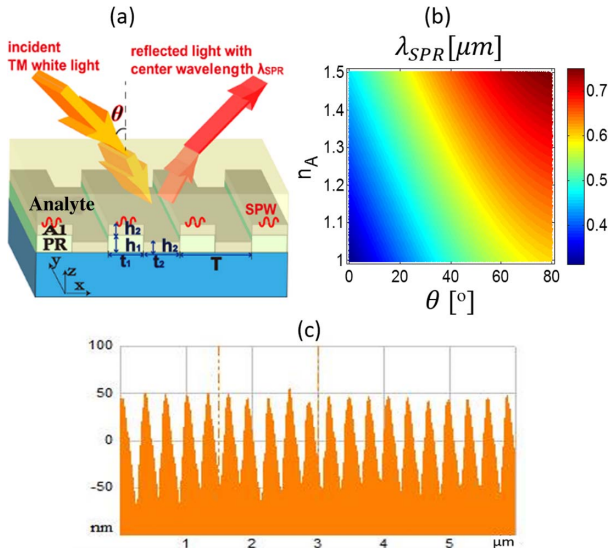 (a)
incident
TM white light
reflected light with
center wavelength λSPR
θ
Analyte
SPW
Al
PR
h₂
h₁
h₂
t₁
t₂
T
y
z
x
(b)
λSPR[μm]
1.5
1.4
1.3
1.2
1.1
1
nA
0
20
40
60
80
θ [°]
0.7
0.6
0.5
0.4
(c)
100
50
0
-50
nm
1
2
3
4
5
μm